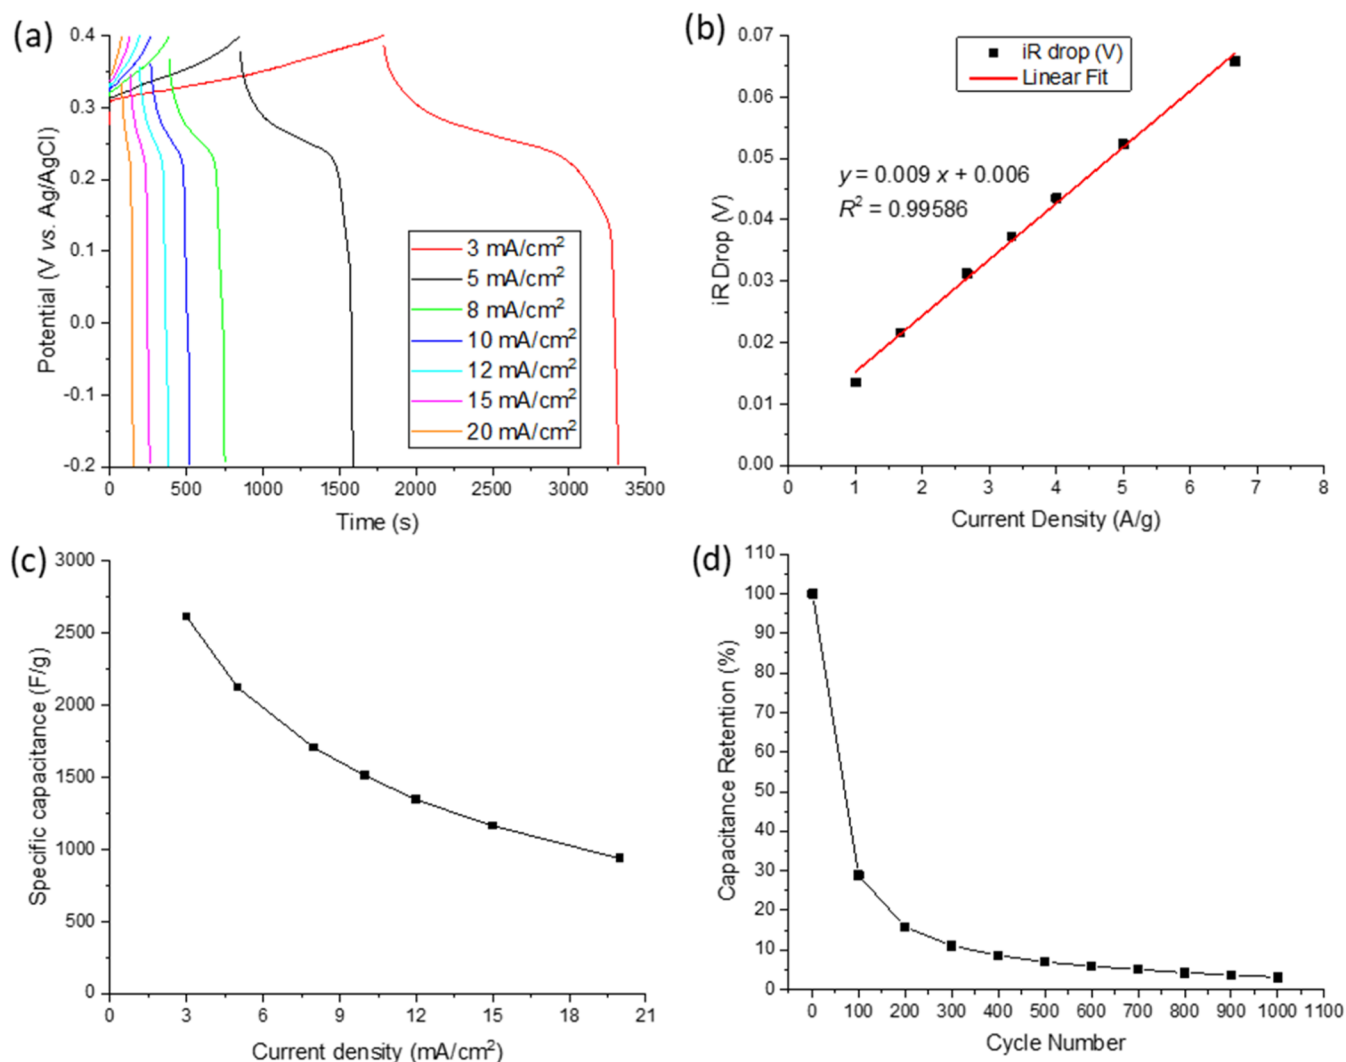 (a)
0.4
0.3
0.2
0.1
0.0
-0.1
-0.2
Potential (V vs. Ag/AgCl)
3 mA/cm²
5 mA/cm²
8 mA/cm²
10 mA/cm²
12 mA/cm²
15 mA/cm²
20 mA/cm²
0 500 1000 1500 2000 2500 3000 3500
Time (s)
(b)
0.07
0.06
0.05
0.04
0.03
0.02
0.01
0.00
iR Drop (V)
iR drop (V)
Linear Fit
y = 0.009 x + 0.006
R² = 0.99586
0 1 2 3 4 5 6 7 8
Current Density (A/g)
(c)
3000
2500
2000
1500
1000
500
0
Specific capacitance (F/g)
0 3 6 9 12 15 18 21
Current density (mA/cm²)
(d)
110
100
90
80
70
60
50
40
30
20
10
0
Capacitance Retention (%)
0 100 200 300 400 500 600 700 800 900 1000 1100
Cycle Number